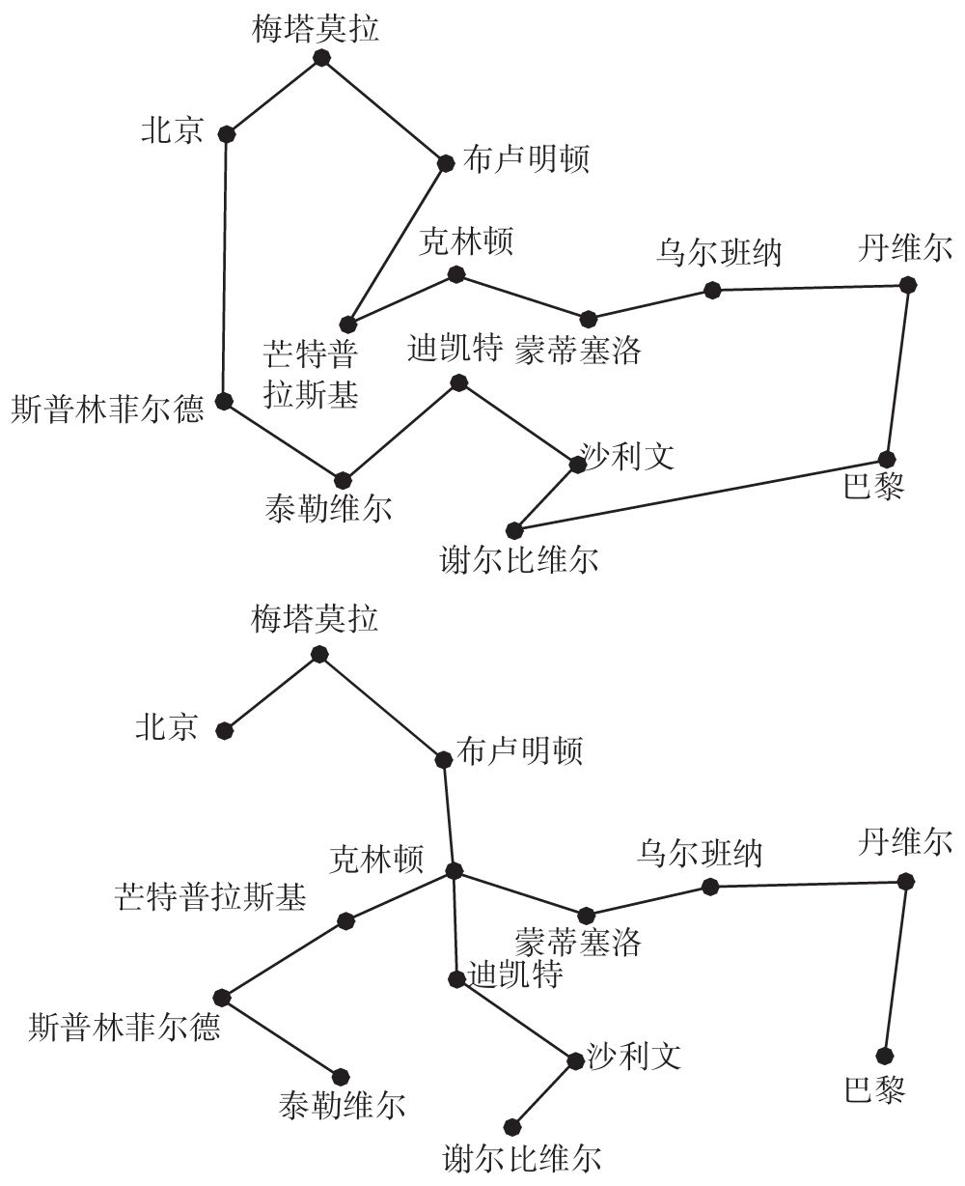 梅塔莫拉
北京
布卢明顿
克林顿
乌尔班纳
丹维尔
芒特普
拉斯基
迪凯特
蒙蒂塞洛
斯普林菲尔德
沙利文
巴黎
泰勒维尔
谢尔比维尔
梅塔莫拉
北京
布卢明顿
克林顿
乌尔班纳
丹维尔
芒特普拉斯基
蒙蒂塞洛
迪凯特
斯普林菲尔德
沙利文
巴黎
泰勒维尔
谢尔比维尔